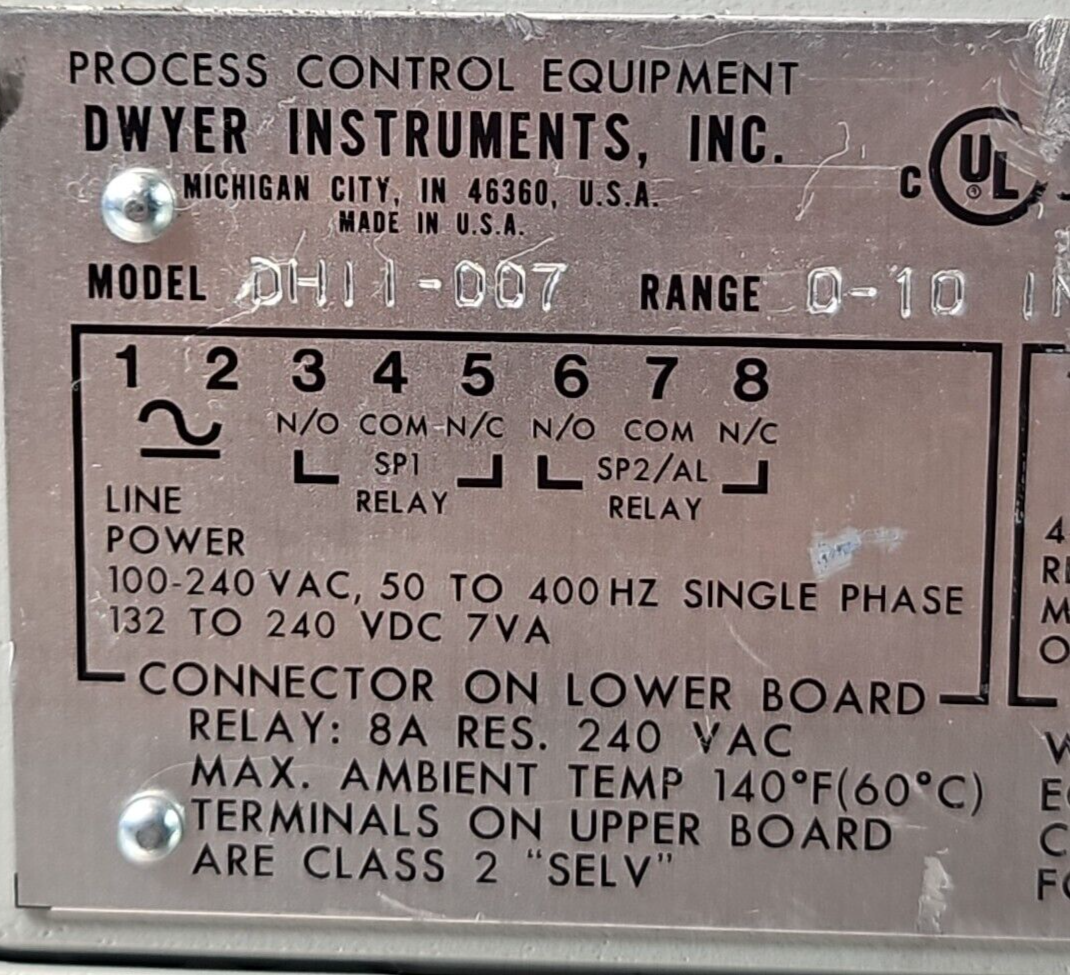 PROCESS CONTROL EQUIPMENT
DWYER INSTRUMENTS, INC.
MICHIGAN CITY, IN 46360, U.S.A.
MADE IN U.S.A.
C UL ®
MODEL DH11-007 RANGE 0-10 IN
1 2 3 4 5 6 7 8
N/O COM N/C N/O COM N/C
SP1 SP2/AL
RELAY RELAY
LINE
POWER
100-240 VAC, 50 TO 400 HZ SINGLE PHASE
132 TO 240 VDC 7VA
CONNECTOR ON LOWER BOARD
RELAY: 8A RES. 240 VAC
MAX. AMBIENT TEMP 140°F(60°C)
TERMINALS ON UPPER BOARD
ARE CLASS 2 “SELV”